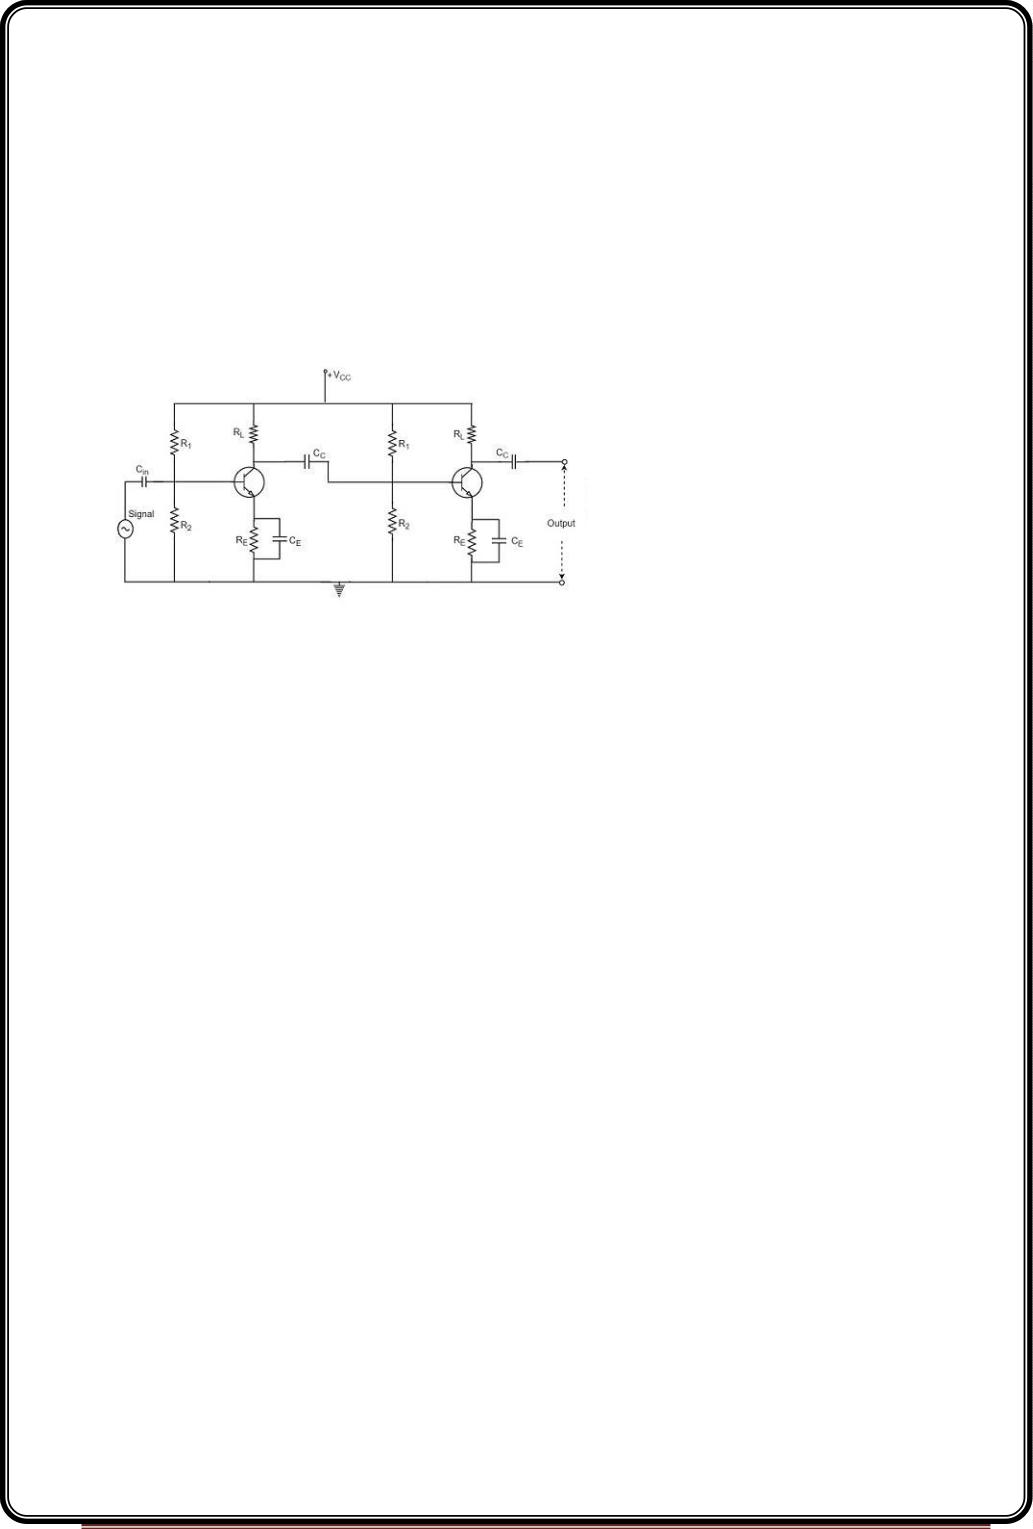 +VCC
R1
RL
CC
R1
RL
CC
Cin
Signal
R2
RE
CE
R2
RE
CE
Output